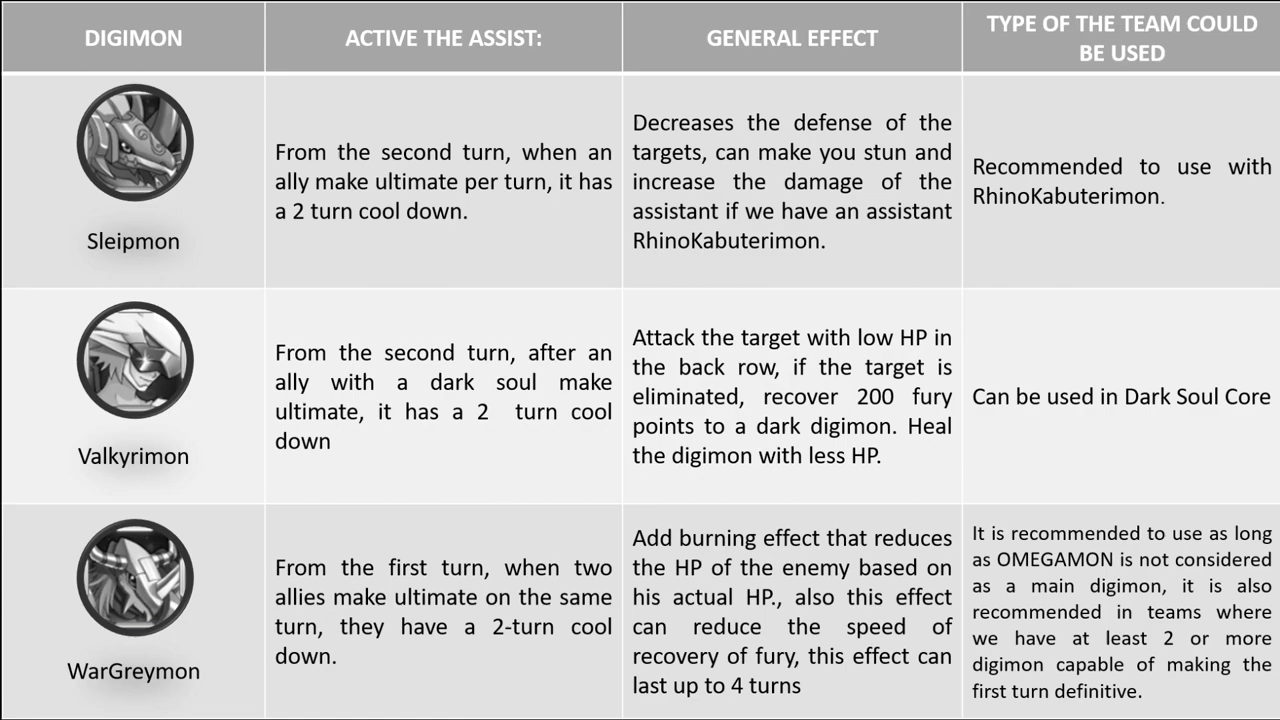 DIGIMON
ACTIVE THE ASSIST:
GENERAL EFFECT
TYPE OF THE TEAM COULD
BE USED
Sleipmon
From the second turn, when an
ally make ultimate per turn, it has
a 2 turn cool down.
Decreases the defense of the
targets, can make you stun and
increase the damage of the
assistant if we have an assistant
RhinoKabuterimon.
Recommended to use with
RhinoKabuterimon.
Valkyrimon
From the second turn, after an
ally with a dark soul make
ultimate, it has a 2 turn cool
down
Attack the target with low HP in
the back row, if the target is
eliminated, recover 200 fury
points to a dark digimon. Heal
the digimon with less HP.
Can be used in Dark Soul Core
WarGreymon
From the first turn, when two
allies make ultimate on the same
turn, they have a 2-turn cool
down.
Add burning effect that reduces
the HP of the enemy based on
his actual HP., also this effect
can reduce the speed of
recovery of fury, this effect can
last up to 4 turns
It is recommended to use as long
as OMEGAMON is not considered
as a main digimon, it is also
recommended in teams where
we have at least 2 or more
digimon capable of making the
first turn definitive.